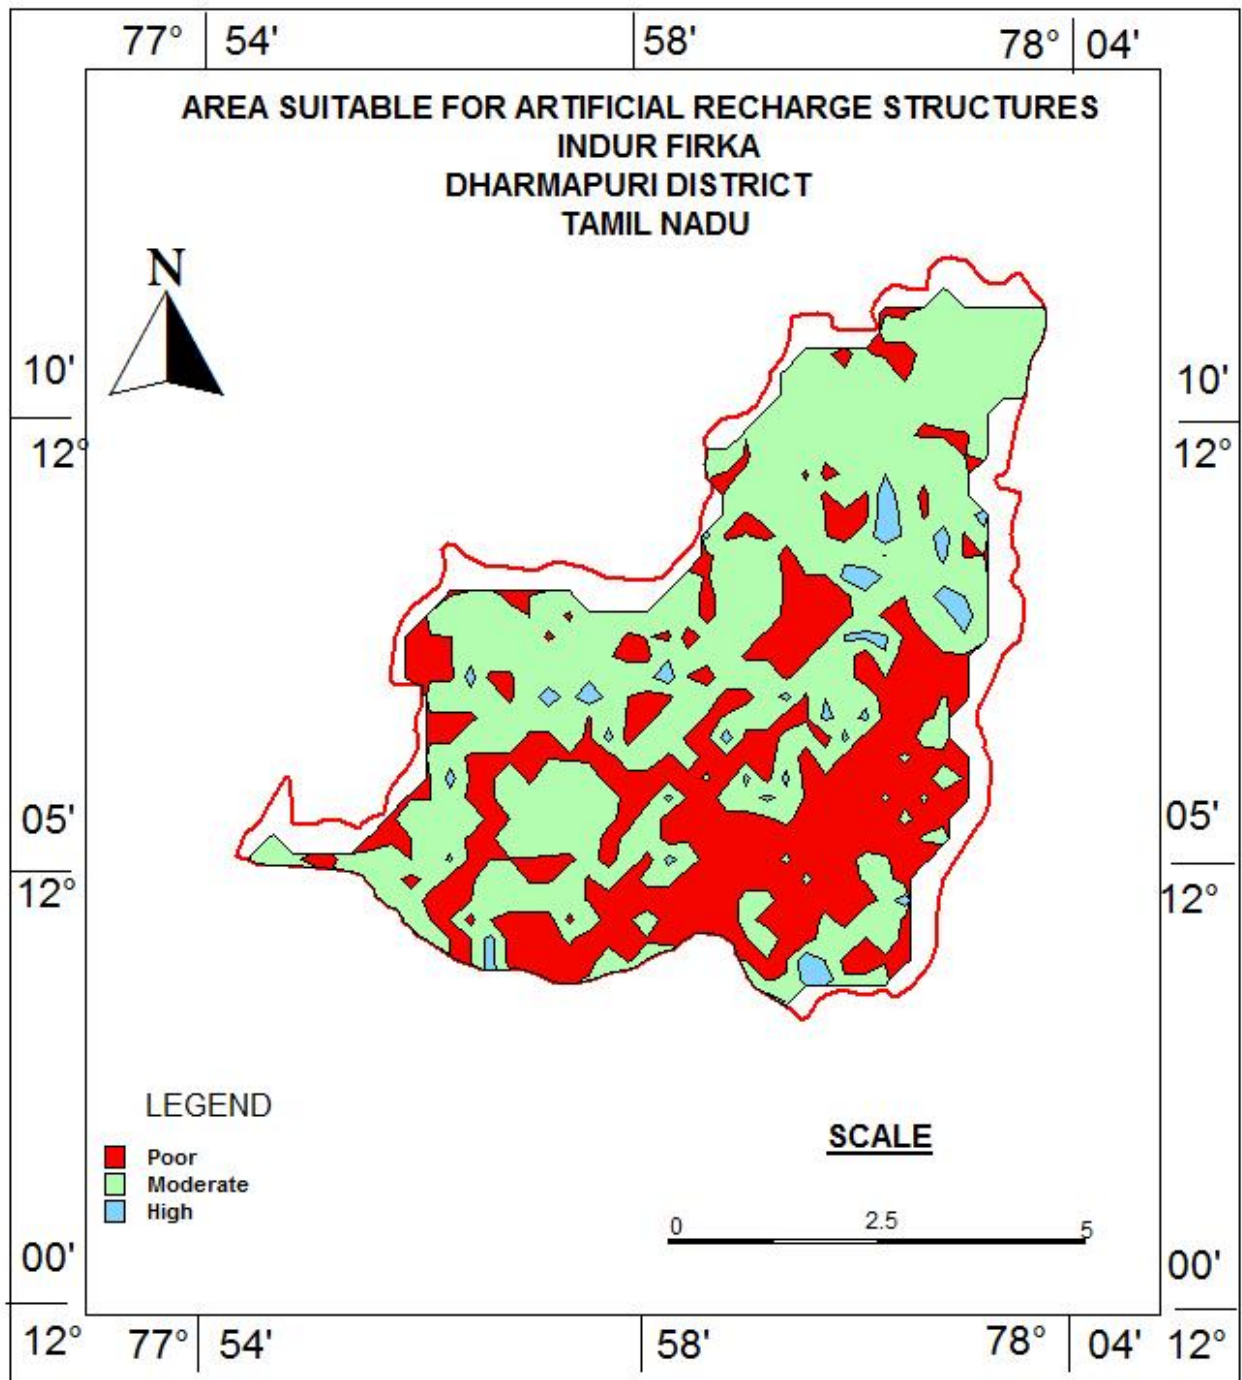 77° 54' 58' 78° 04'
AREA SUITABLE FOR ARTIFICIAL RECHARGE STRUCTURES
INDUR FIRKA
DHARMAPURI DISTRICT
TAMIL NADU
N
10' 10'
12° 12°
05' 05'
12° 12°
LEGEND
Poor
Moderate
High
SCALE
0 2.5 5
00' 00'
12° 77° 54' 58' 78° 04' 12°